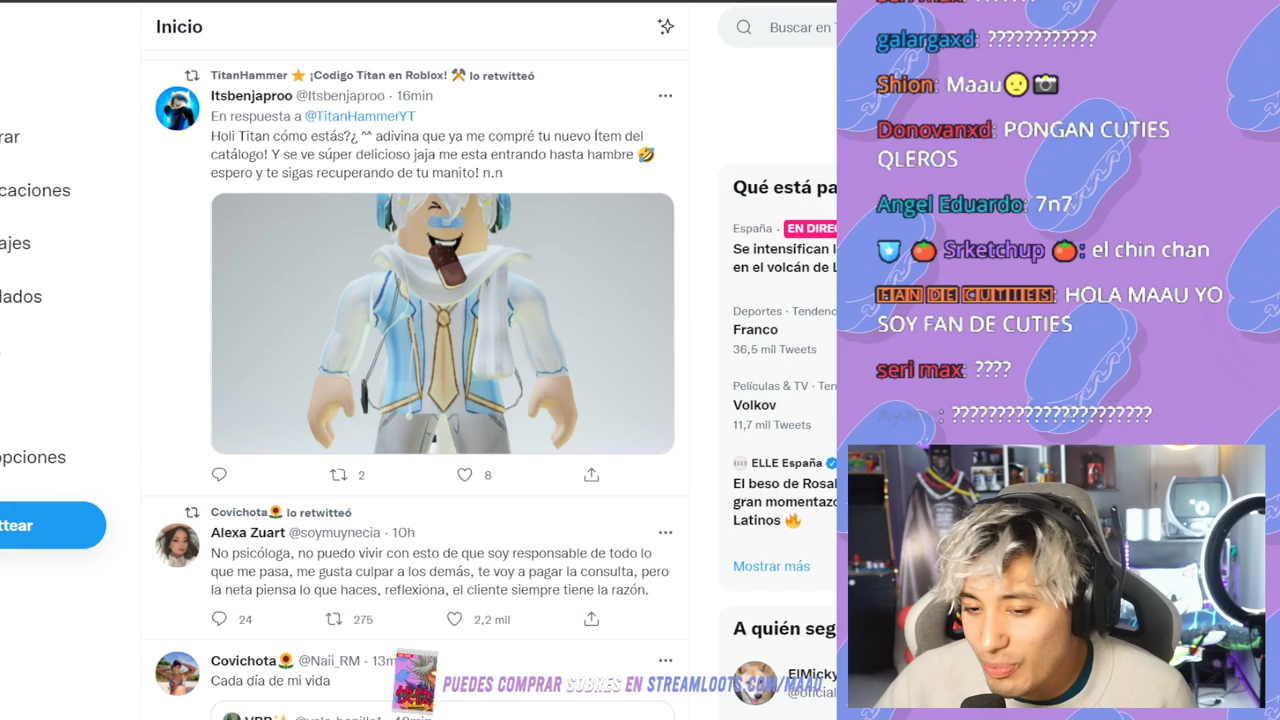 Inicio
Buscar en T
TitanHammer ⭐ ¡Codigo Titan en Roblox! ⚒️ lo retwitteó
Itsbenjaproo @Itsbenjaproo · 16min
En respuesta a @TitanHammerYT
Holi Titan cómo estás?¿ ^^ adivina que ya me compré tu nuevo Ítem del
catálogo! Y se ve súper delicioso jaja me esta entrando hasta hambre 🤣
espero y te sigas recuperando de tu manito! n.n
2
8
Covichota🌻 lo retwitteó
Alexa Zuart @soymuynecia · 10h
No psicóloga, no puedo vivir con esto de que soy responsable de todo lo
que me pasa, me gusta culpar a los demás, te voy a pagar la consulta, pero
la neta piensa lo que haces, reflexiona, el cliente siempre tiene la razón.
24
275
2,2 mil
Covichota🌻 @Naii_RM · 13m
Cada día de mi vida
rar
caciones
ajes
dados
opciones
ttear
Qué está pa
España · EN DIREC
Se intensifican l
en el volcán de L
Deportes · Tendenc
Franco
36,5 mil Tweets
Películas & TV · Ten
Volkov
11,7 mil Tweets
ELLE España
El beso de Rosal
gran momentazo
Latinos 🔥
Mostrar más
A quién seg
ElMicky
@oficial
PUEDES COMPRAR SOBRES EN STREAMLOOTS.COM/MAAU
galargaxd: ????????????
Shion: Maau😶📷
Donovanxd: PONGAN CUTIES
QLEROS
Angel Eduardo: 7n7
🍅 Srketchup 🍅: el chin chan
FAN DE CUTIES: HOLA MAAU YO
SOY FAN DE CUTIES
seri max: ????
: ??????????????????????